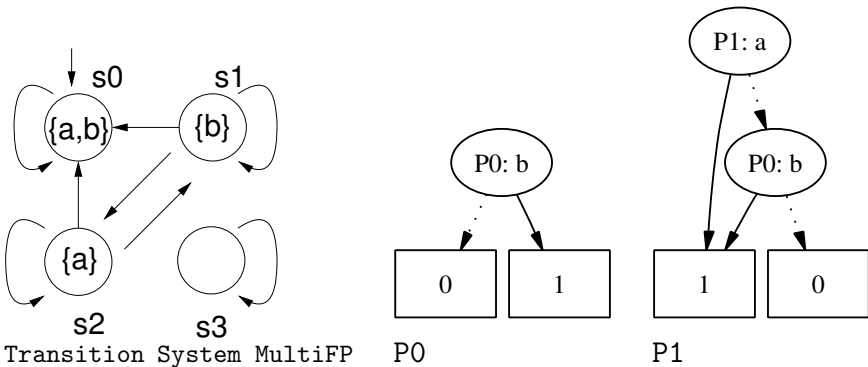 s0
s1
{a,b}
{b}
{a}
s2
s3
Transition System MultiFP
P0: b
0
1
P0
P1: a
P0: b
1
0
P1